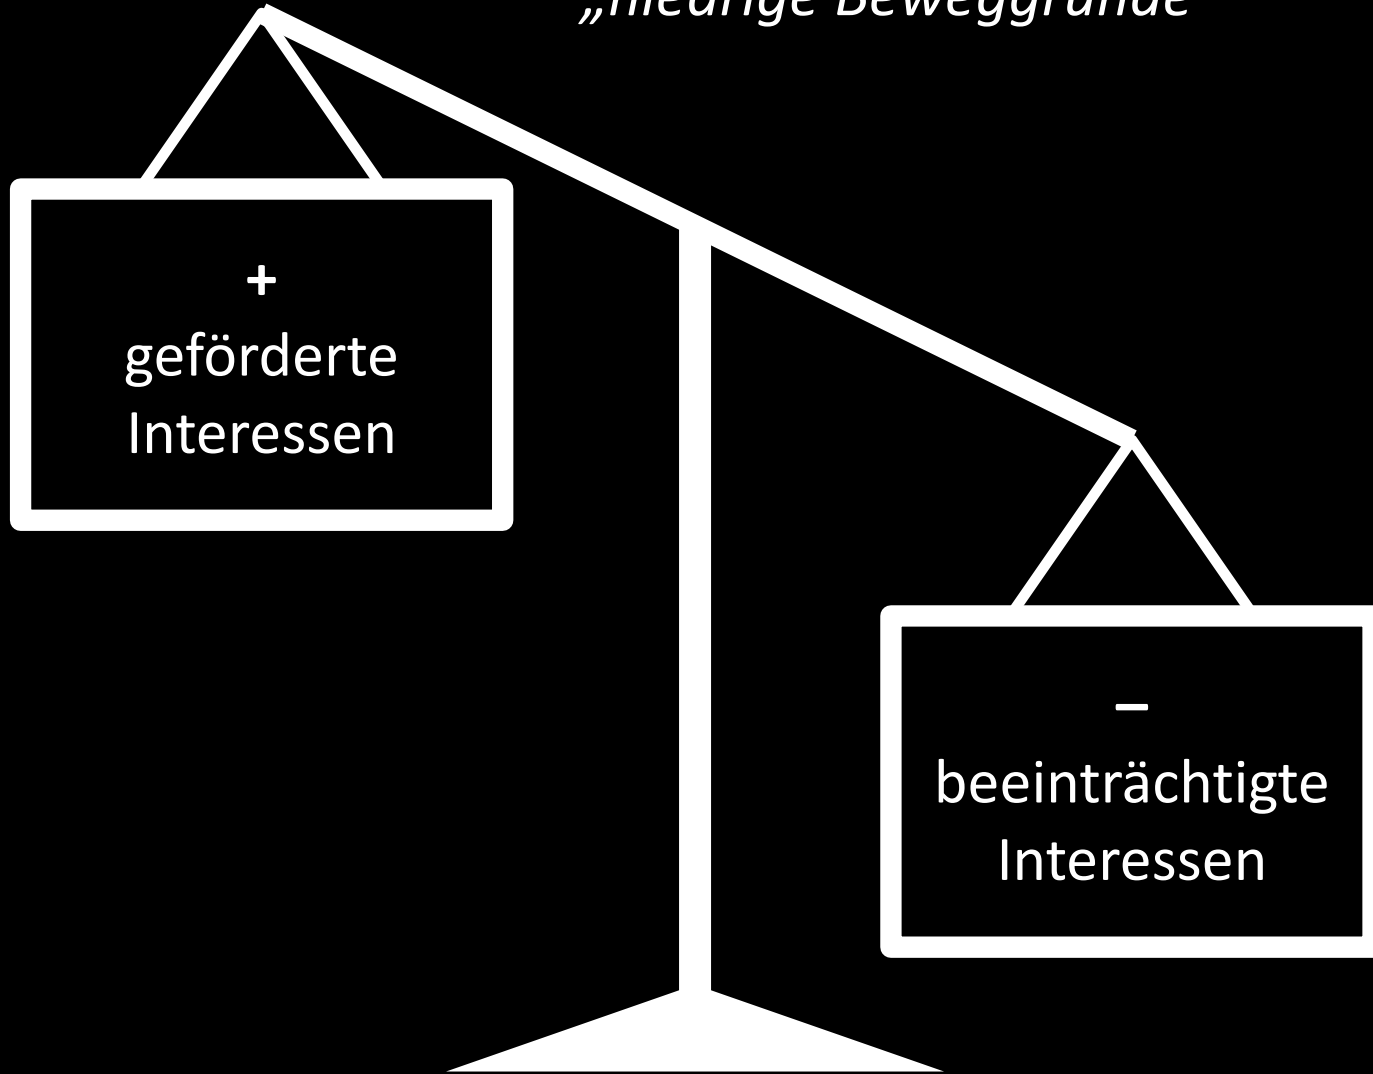 „niedrige Beweggründe
+
geförderte
Interessen
–
beeinträchtigte
Interessen